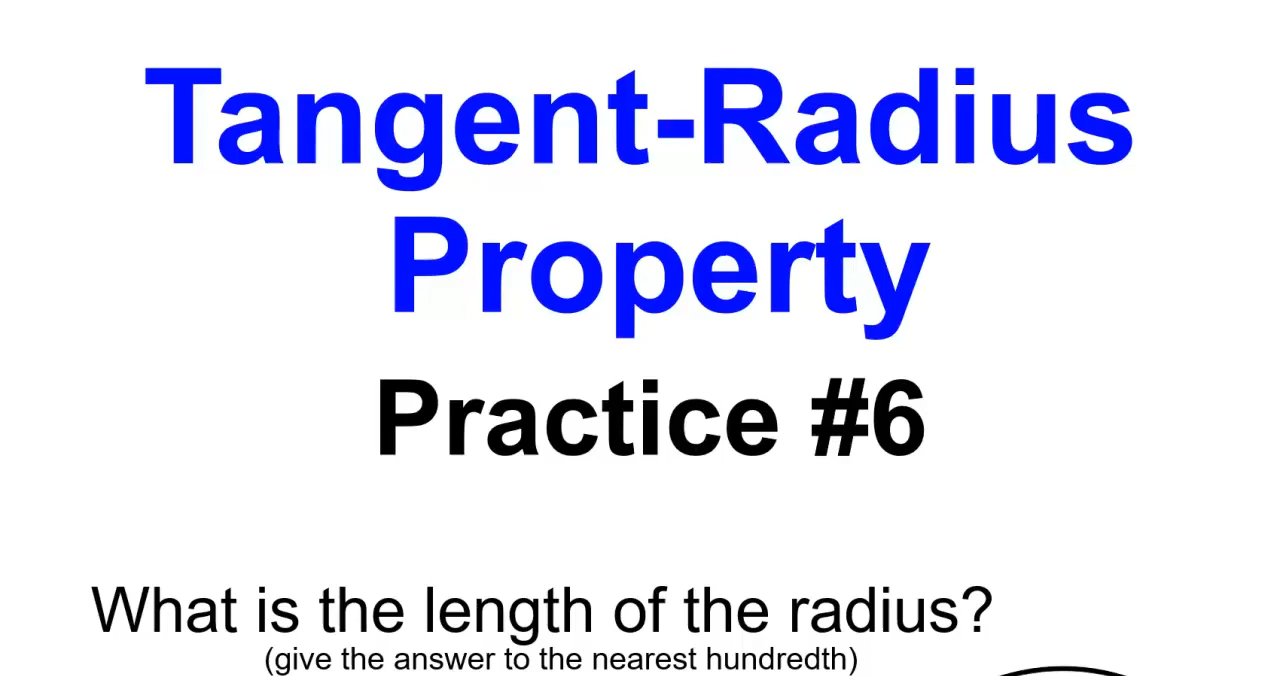 Tangent-Radius
Property
Practice #6
What is the length of the radius?
(give the answer to the nearest hundredth)